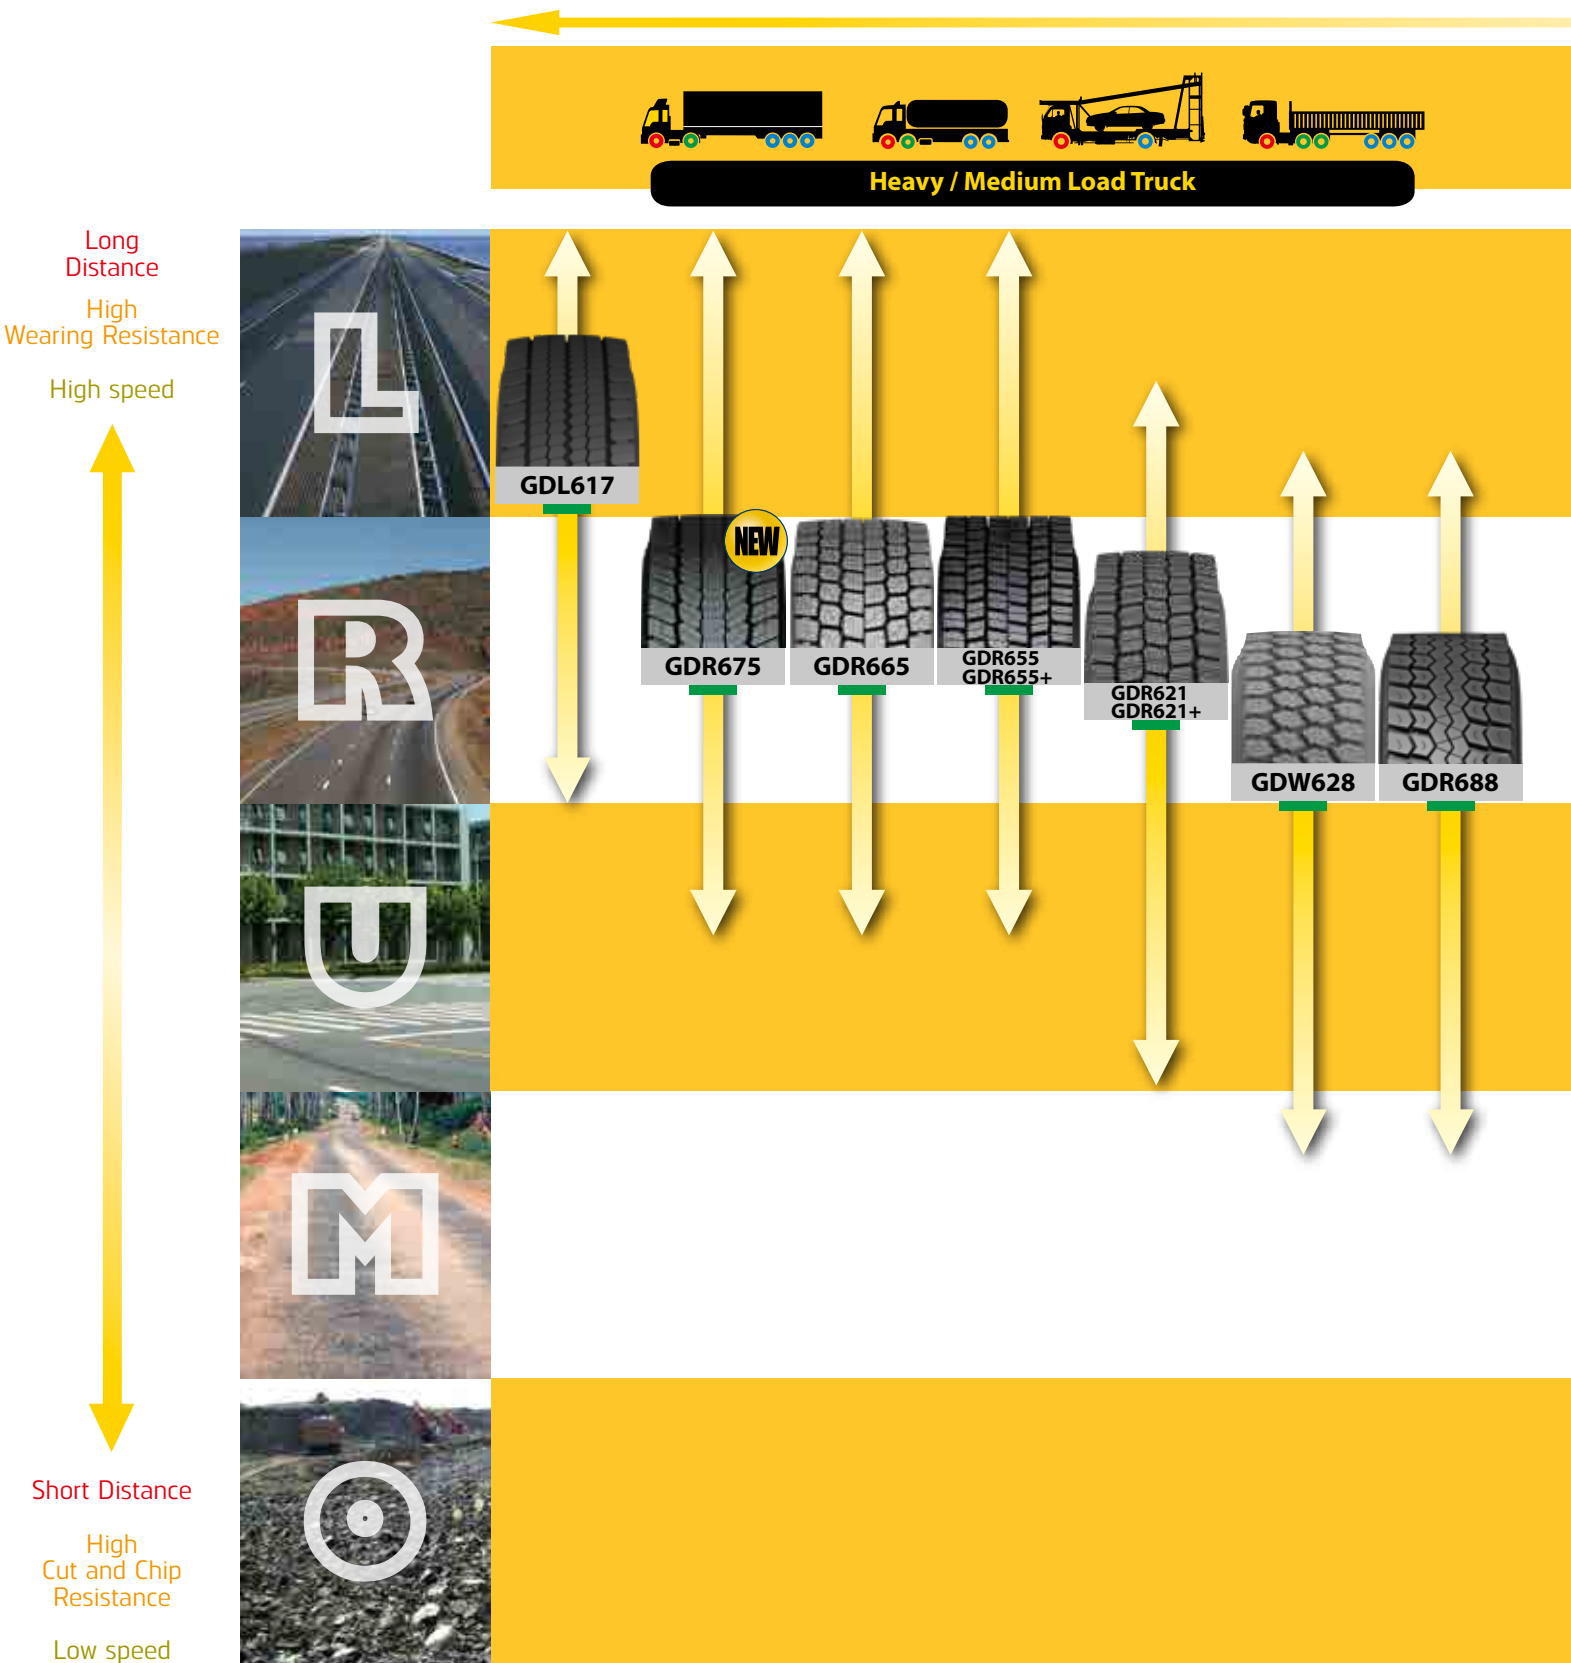 Heavy / Medium Load Truck
Long
Distance
High
Wearing Resistance
High speed
L
GDL617
NEW
R
GDR675
GDR665
GDR655
GDR655+
GDR621
GDR621+
GDW628
GDR688
U
M
O
Short Distance
High
Cut and Chip
Resistance
Low speed